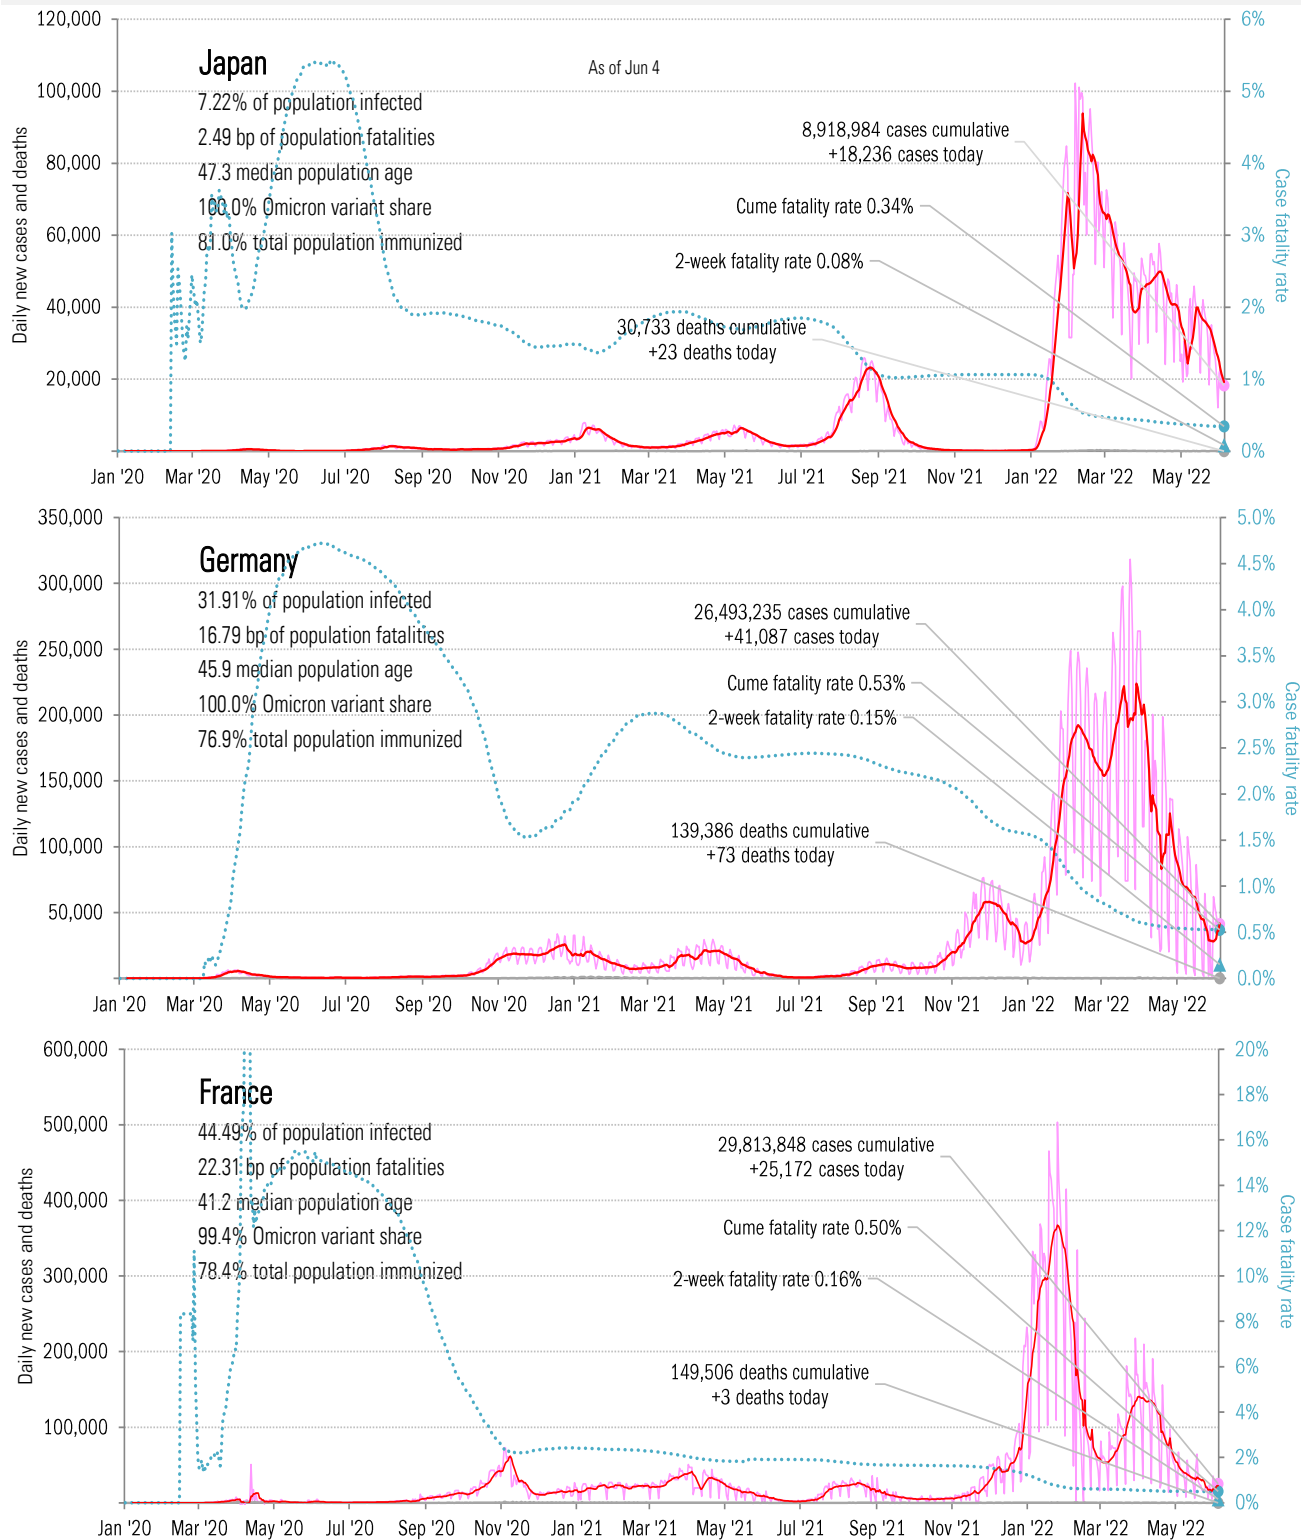 120,000
6%
Japan
As of Jun 4
7.22% of population infected
100,000
5%
2.49 bp of population fatalities
8,918,984 cases cumulative
+18,236 cases today
80,000
4%
47.3 median population age
100.0% Omicron variant share
Cume fatality rate 0.34%
60,000
3%
81.0% total population immunized
2-week fatality rate 0.08%
40,000
2%
30,733 deaths cumulative
+23 deaths today
20,000
1%
0%
Daily new cases and deaths
Case fatality rate
Jan '20 Mar '20 May '20 Jul '20 Sep '20 Nov '20 Jan '21 Mar '21 May '21 Jul '21 Sep '21 Nov '21 Jan '22 Mar '22 May '22
350,000
5.0%
Germany
4.5%
300,000
31.91% of population infected
4.0%
26,493,235 cases cumulative
+41,087 cases today
16.79 bp of population fatalities
250,000
3.5%
45.9 median population age
Cume fatality rate 0.53%
100.0% Omicron variant share
3.0%
200,000
2-week fatality rate 0.15%
76.9% total population immunized
2.5%
150,000
2.0%
139,386 deaths cumulative
+73 deaths today
1.5%
100,000
1.0%
50,000
0.5%
0.0%
Daily new cases and deaths
Case fatality rate
Jan '20 Mar '20 May '20 Jul '20 Sep '20 Nov '20 Jan '21 Mar '21 May '21 Jul '21 Sep '21 Nov '21 Jan '22 Mar '22 May '22
600,000
20%
France
18%
500,000
44.49% of population infected
16%
29,813,848 cases cumulative
+25,172 cases today
22.31 bp of population fatalities
14%
400,000
41.2 median population age
12%
99.4% Omicron variant share
Cume fatality rate 0.50%
78.4% total population immunized
2-week fatality rate 0.16%
300,000
10%
8%
200,000
6%
149,506 deaths cumulative
+3 deaths today
4%
100,000
2%
0%
Daily new cases and deaths
Case fatality rate
Jan '20 Mar '20 May '20 Jul '20 Sep '20 Nov '20 Jan '21 Mar '21 May '21 Jul '21 Sep '21 Nov '21 Jan '22 Mar '22 May '22